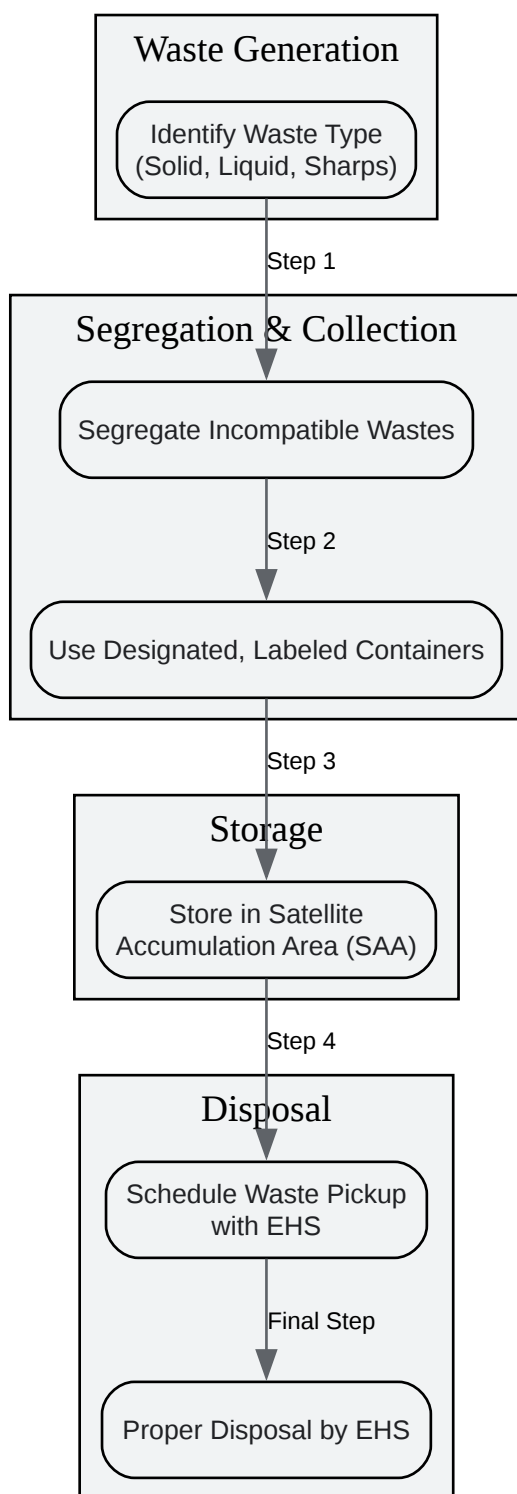 Waste Generation
Identify Waste Type
(Solid, Liquid, Sharps)
Step 1
Segregation & Collection
Segregate Incompatible Wastes
Step 2
Use Designated, Labeled Containers
Step 3
Storage
Store in Satellite
Accumulation Area (SAA)
Step 4
Disposal
Schedule Waste Pickup
with EHS
Final Step
Proper Disposal by EHS